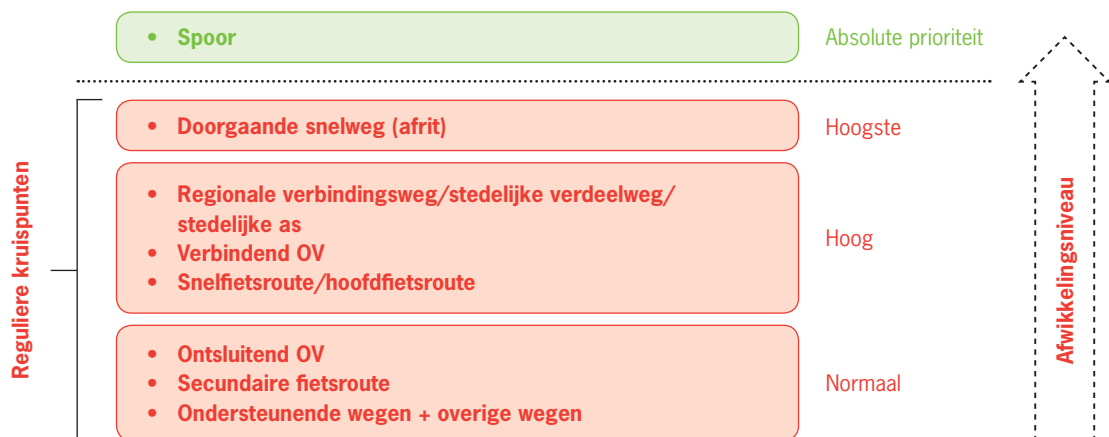 • Spoor
Absolute prioriteit
Reguliere kruispunten
• Doorgaande snelweg (afrit)
Hoogste
• Regionale verbindingsweg/stedelijke verdeelweg/
stedelijke as
• Verbindend OV
• Snelfietsroute/hoofdfietsroute
Hoog
• Ontsluitend OV
• Secundaire fietsroute
• Ondersteunende wegen + overige wegen
Normaal
Afwikkelingsniveau